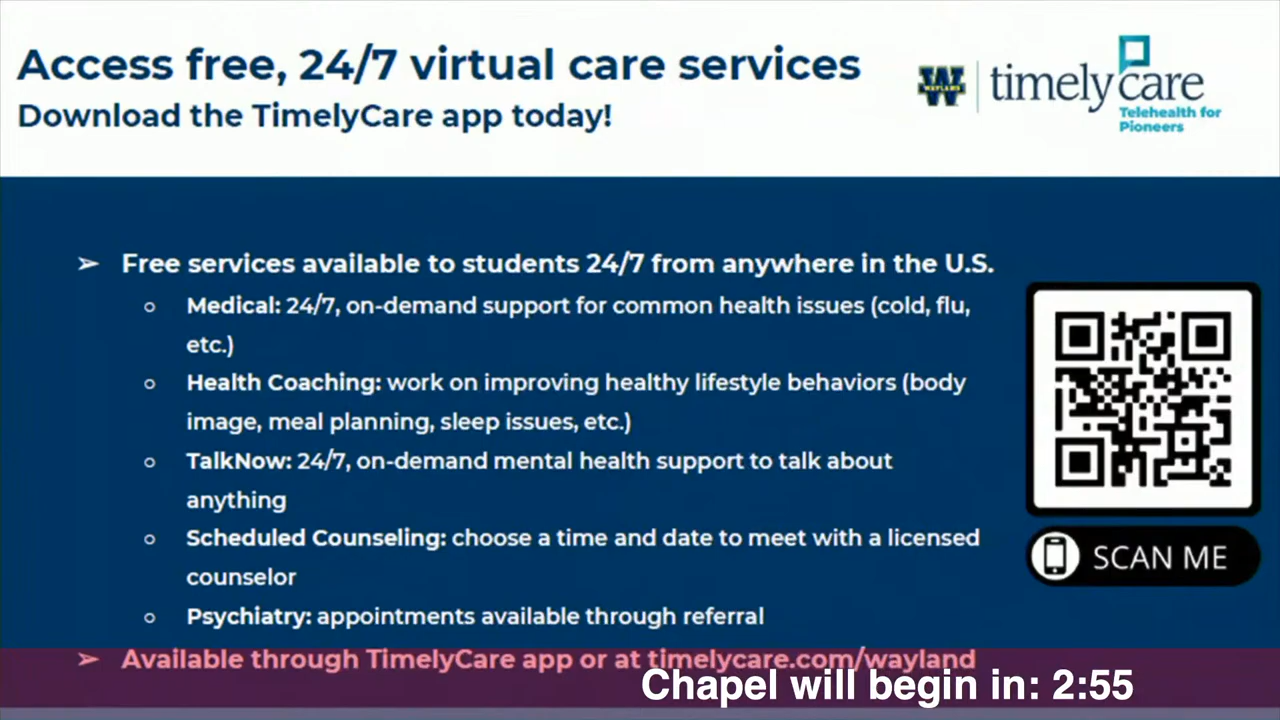 Access free, 24/7 virtual care services
Download the TimelyCare app today!
WAYLAND
timelycare
Telehealth for
Pioneers
➢ Free services available to students 24/7 from anywhere in the U.S.
○ Medical: 24/7, on-demand support for common health issues (cold, flu,
etc.)
○ Health Coaching: work on improving healthy lifestyle behaviors (body
image, meal planning, sleep issues, etc.)
○ TalkNow: 24/7, on-demand mental health support to talk about
anything
○ Scheduled Counseling: choose a time and date to meet with a licensed
counselor
○ Psychiatry: appointments available through referral
➢ Available through TimelyCare app or at timelycare.com/wayland
SCAN ME
Chapel will begin in: 2:55